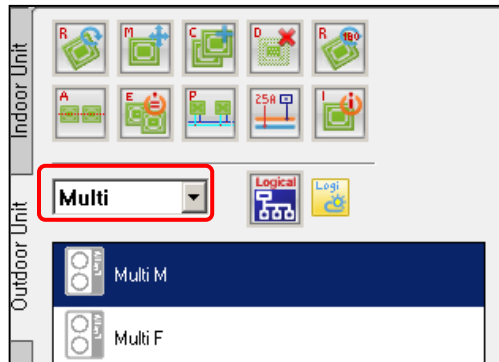 Indoor Unit
Outdoor Unit
R M C D R 180
A E P 25A I
Multi
Logical
Logi
Multi M
Multi F